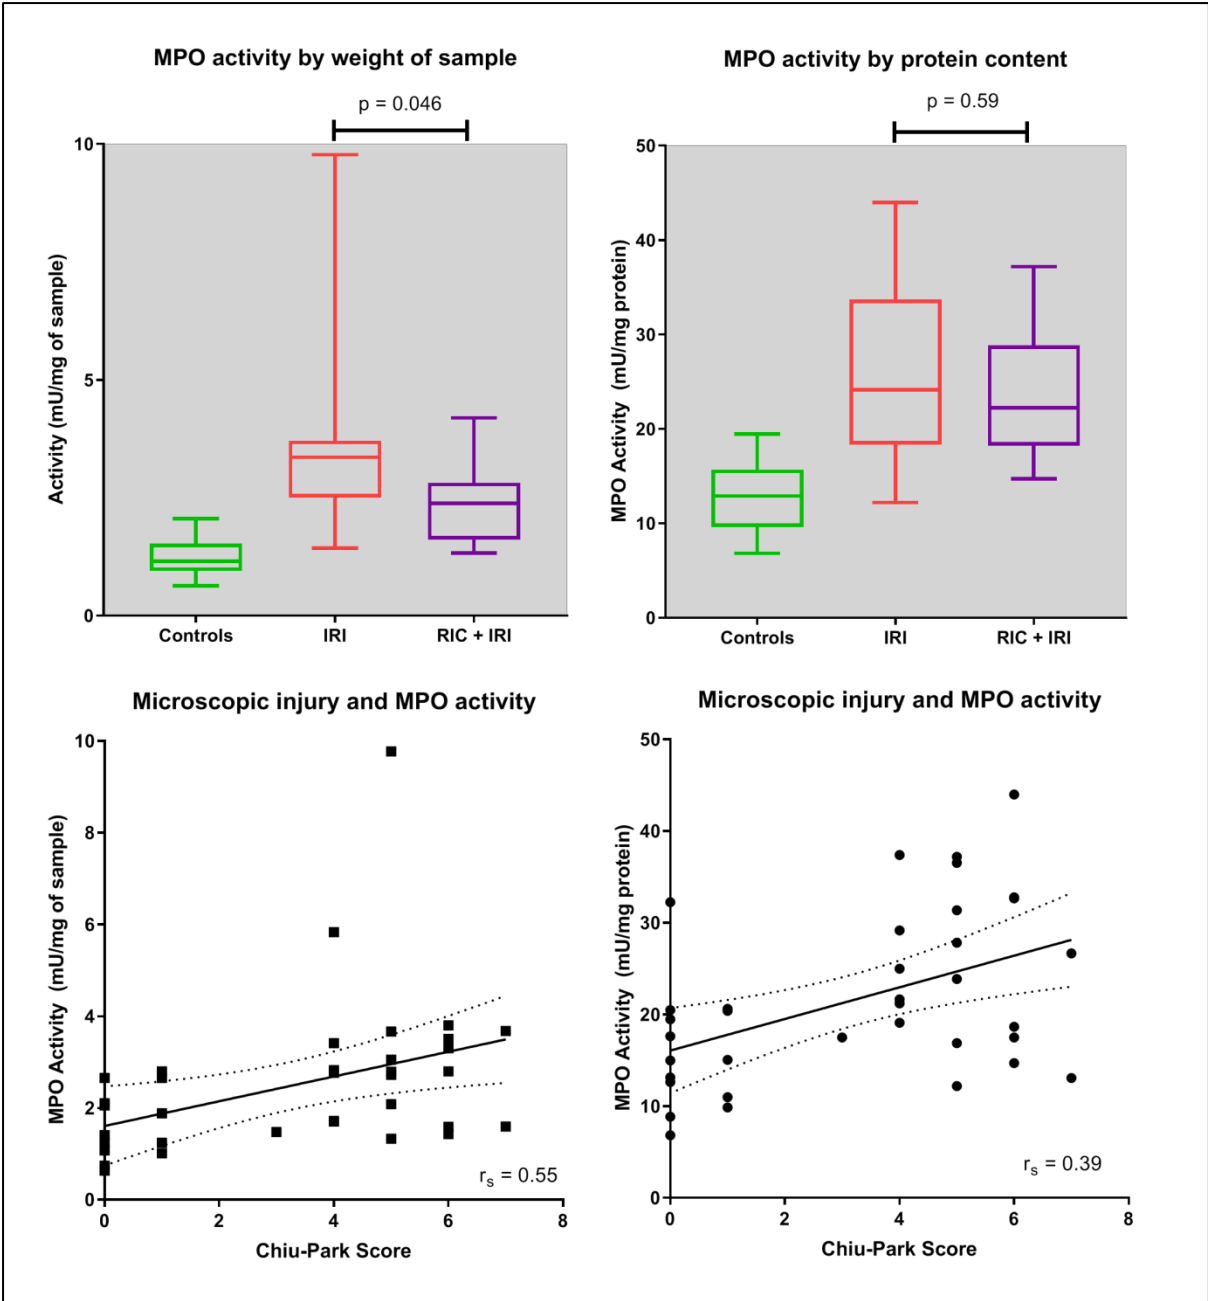 MPO activity by weight of sample
p = 0.046
10
5
0
Activity (mU/mg of sample)
Controls
IRI
RIC + IRI
MPO activity by protein content
p = 0.59
50
40
30
20
10
0
MPO Activity (mU/mg protein)
Controls
IRI
RIC + IRI
Microscopic injury and MPO activity
10
8
6
4
2
0
MPO Activity (mU/mg of sample)
rs = 0.55
0 2 4 6 8
Chiu-Park Score
Microscopic injury and MPO activity
50
40
30
20
10
0
MPO Activity (mU/mg protein)
rs = 0.39
0 2 4 6 8
Chiu-Park Score